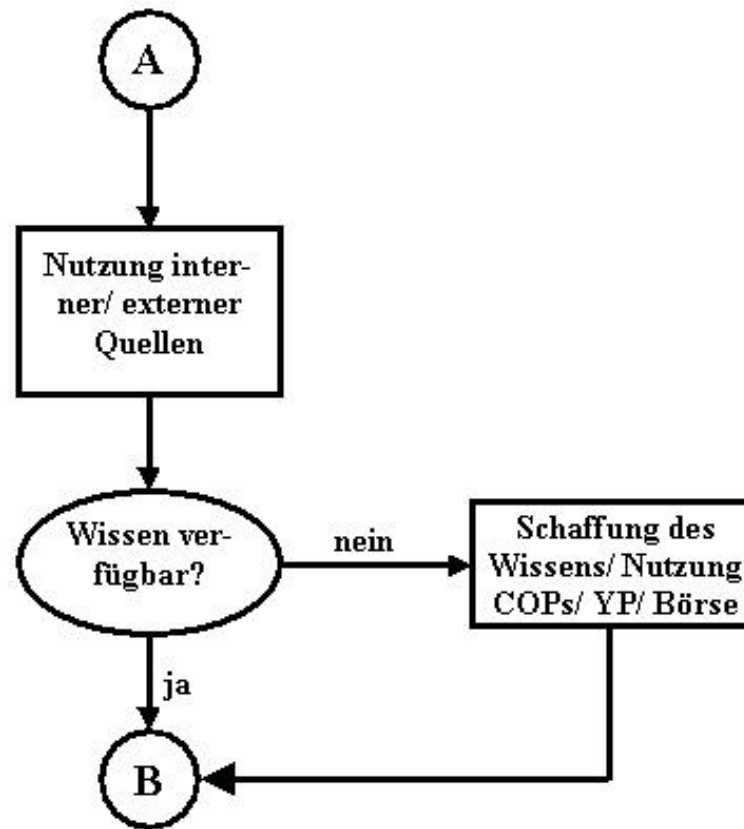 A
Nutzung inter-
ner/ externer
Quellen
Wissen ver-
fügbar?
nein
Schaffung des
Wissens/ Nutzung
COPs/ YP/ Börse
ja
B